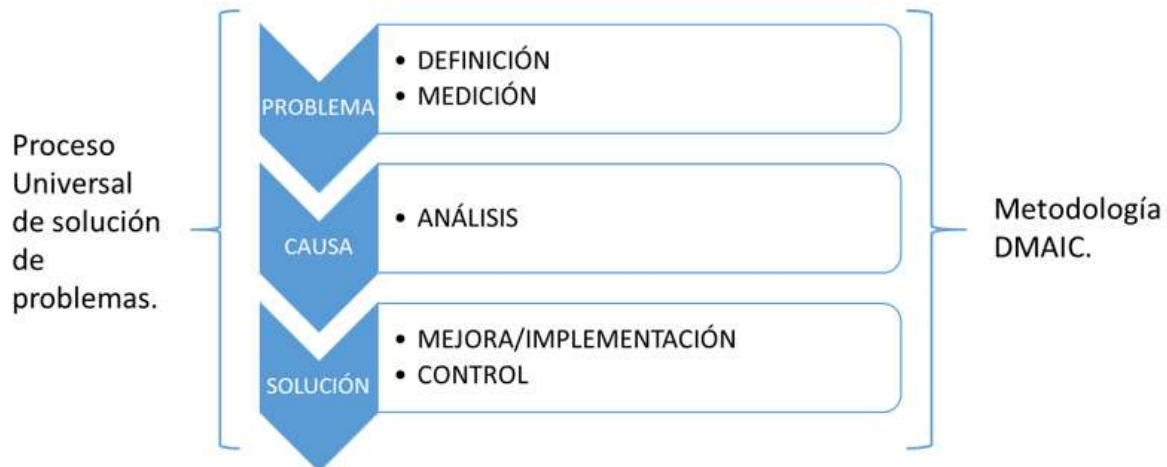 Proceso
Universal
de solución
de
problemas.
PROBLEMA
• DEFINICIÓN
• MEDICIÓN
CAUSA
• ANÁLISIS
SOLUCIÓN
• MEJORA/IMPLEMENTACIÓN
• CONTROL
Metodología
DMAIC.